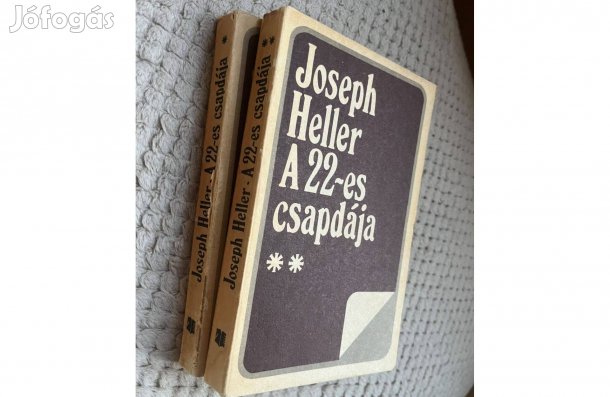 Jófogás
Joseph Heller · A 22-es csapdája *
Joseph Heller · A 22-es csapdája **
Joseph
Heller
A 22-es
csapdája
**